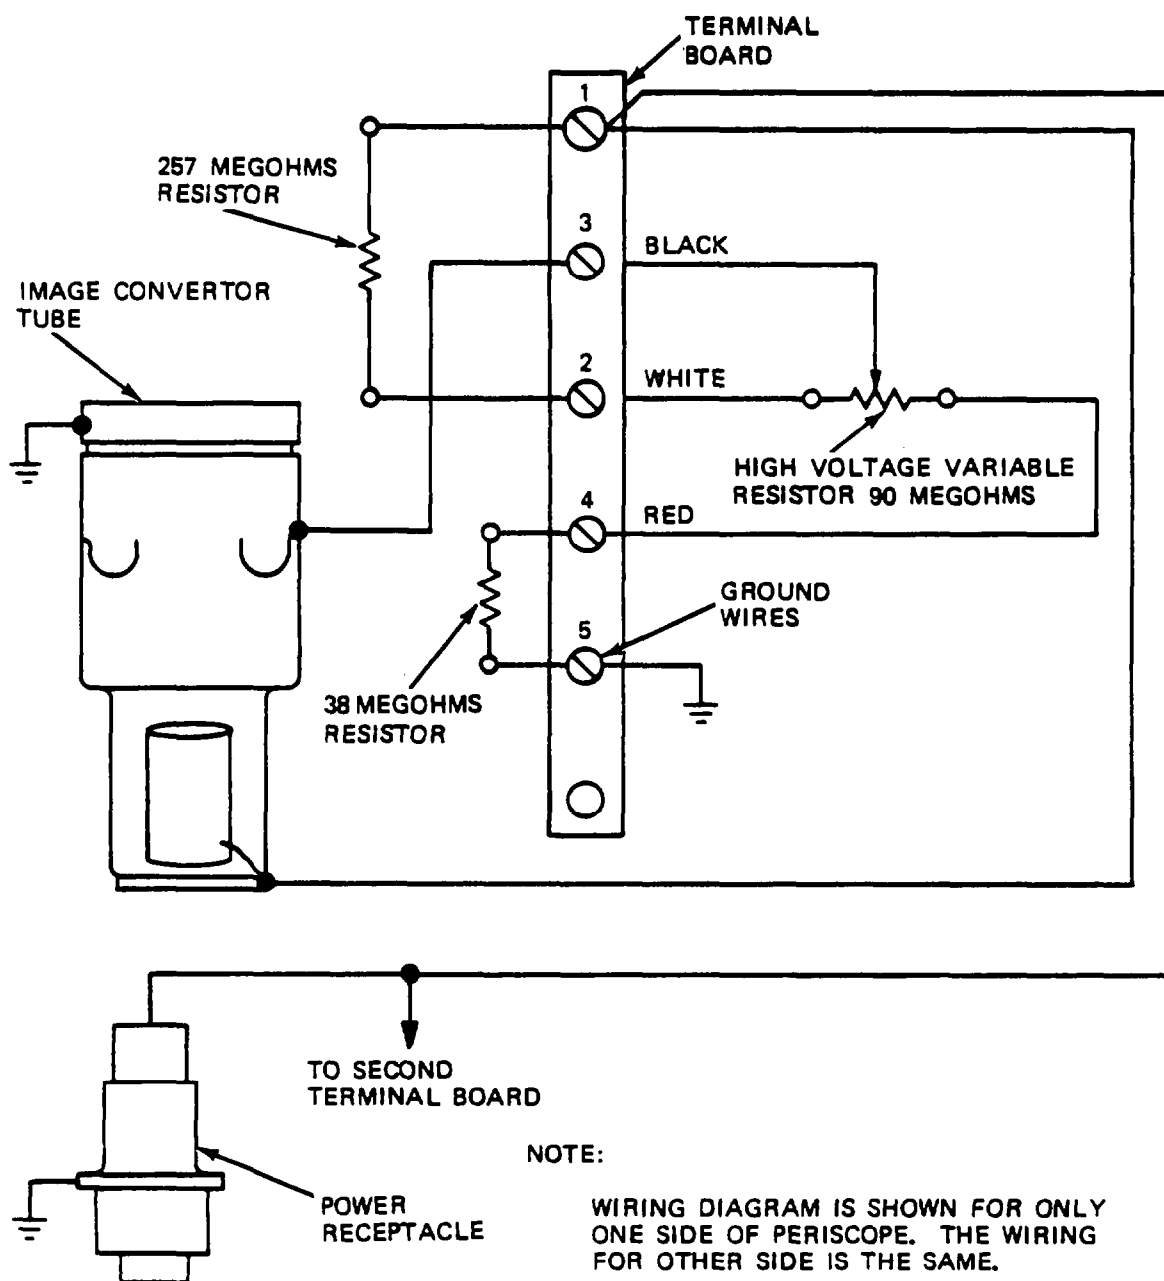 TERMINAL
BOARD
1
257 MEGOHMS
RESISTOR
3
BLACK
IMAGE CONVERTOR
TUBE
2
WHITE
HIGH VOLTAGE VARIABLE
RESISTOR 90 MEGOHMS
4
RED
GROUND
WIRES
5
38 MEGOHMS
RESISTOR
TO SECOND
TERMINAL BOARD
NOTE:
POWER
RECEPTACLE
WIRING DIAGRAM IS SHOWN FOR ONLY
ONE SIDE OF PERISCOPE. THE WIRING
FOR OTHER SIDE IS THE SAME.